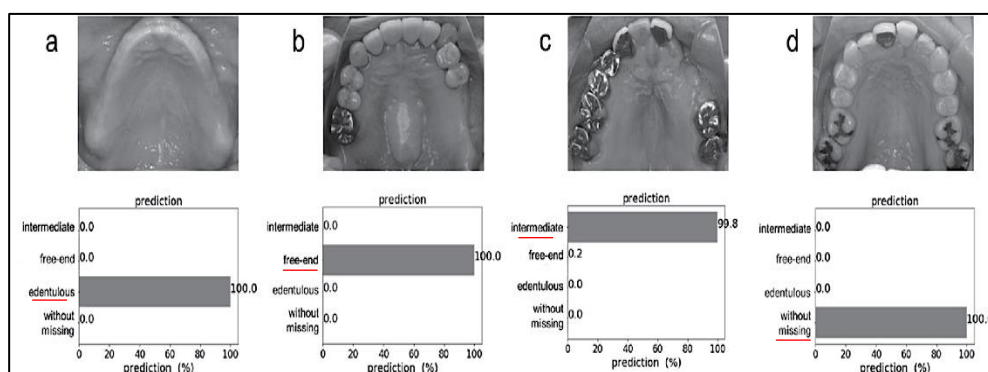 a
prediction
intermediate 0.0
free-end 0.0
edentulous 100.0
without missing 0.0
0 20 40 60 80 100
prediction (%)
b
prediction
intermediate 0.0
free-end 100.0
edentulous 0.0
without missing 0.0
0 20 40 60 80 100
prediction (%)
c
prediction
intermediate 99.8
free-end 0.2
edentulous 0.0
without missing 0.0
0 20 40 60 80 100
prediction (%)
d
prediction
intermediate 0.0
free-end 0.0
edentulous 0.0
without missing 100.
0 20 40 60 80 100
prediction (%)